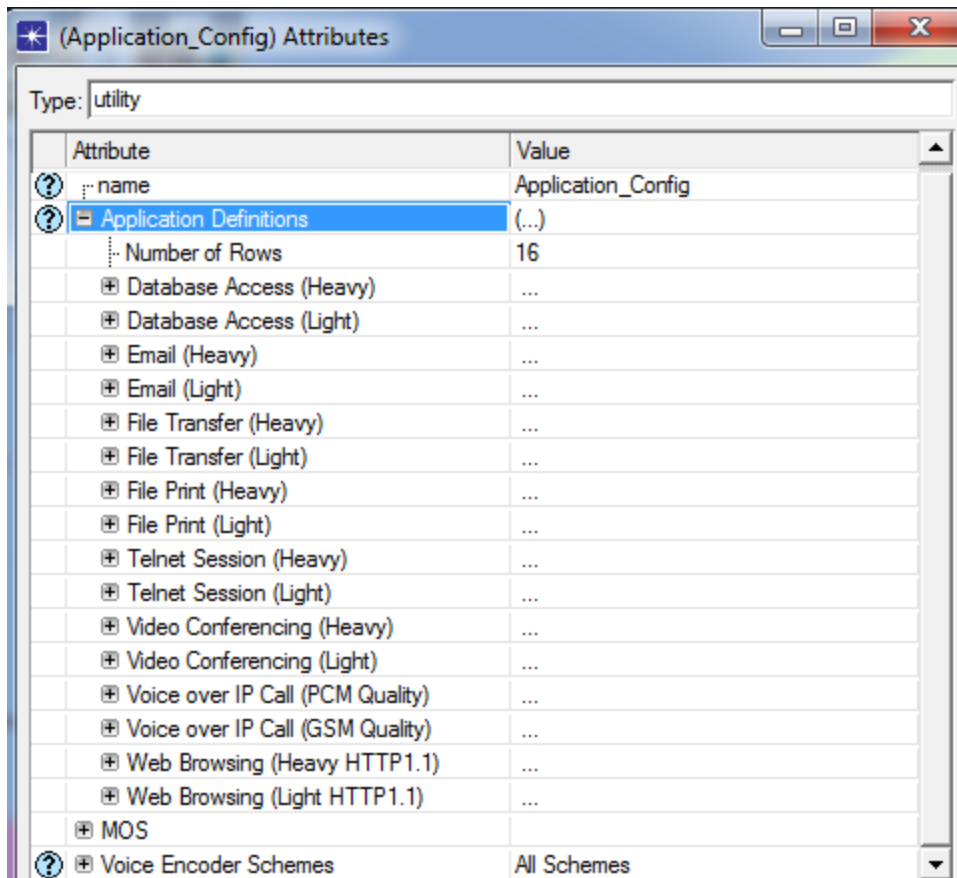 (Application_Config) Attributes
Type: utility
Attribute Value
name Application_Config
Application Definitions (...)
Number of Rows 16
Database Access (Heavy) ...
Database Access (Light) ...
Email (Heavy) ...
Email (Light) ...
File Transfer (Heavy) ...
File Transfer (Light) ...
File Print (Heavy) ...
File Print (Light) ...
Telnet Session (Heavy) ...
Telnet Session (Light) ...
Video Conferencing (Heavy) ...
Video Conferencing (Light) ...
Voice over IP Call (PCM Quality) ...
Voice over IP Call (GSM Quality) ...
Web Browsing (Heavy HTTP1.1) ...
Web Browsing (Light HTTP1.1) ...
MOS
Voice Encoder Schemes All Schemes